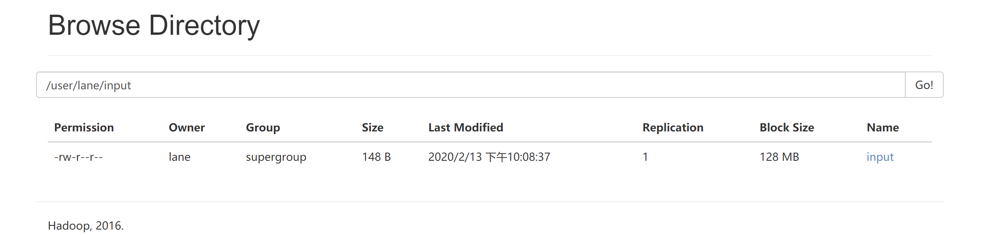 Browse Directory
/user/lane/input Go!
Permission Owner Group Size Last Modified Replication Block Size Name
-rw-r--r-- lane supergroup 148 B 2020/2/13 下午10:08:37 1 128 MB input
Hadoop, 2016.